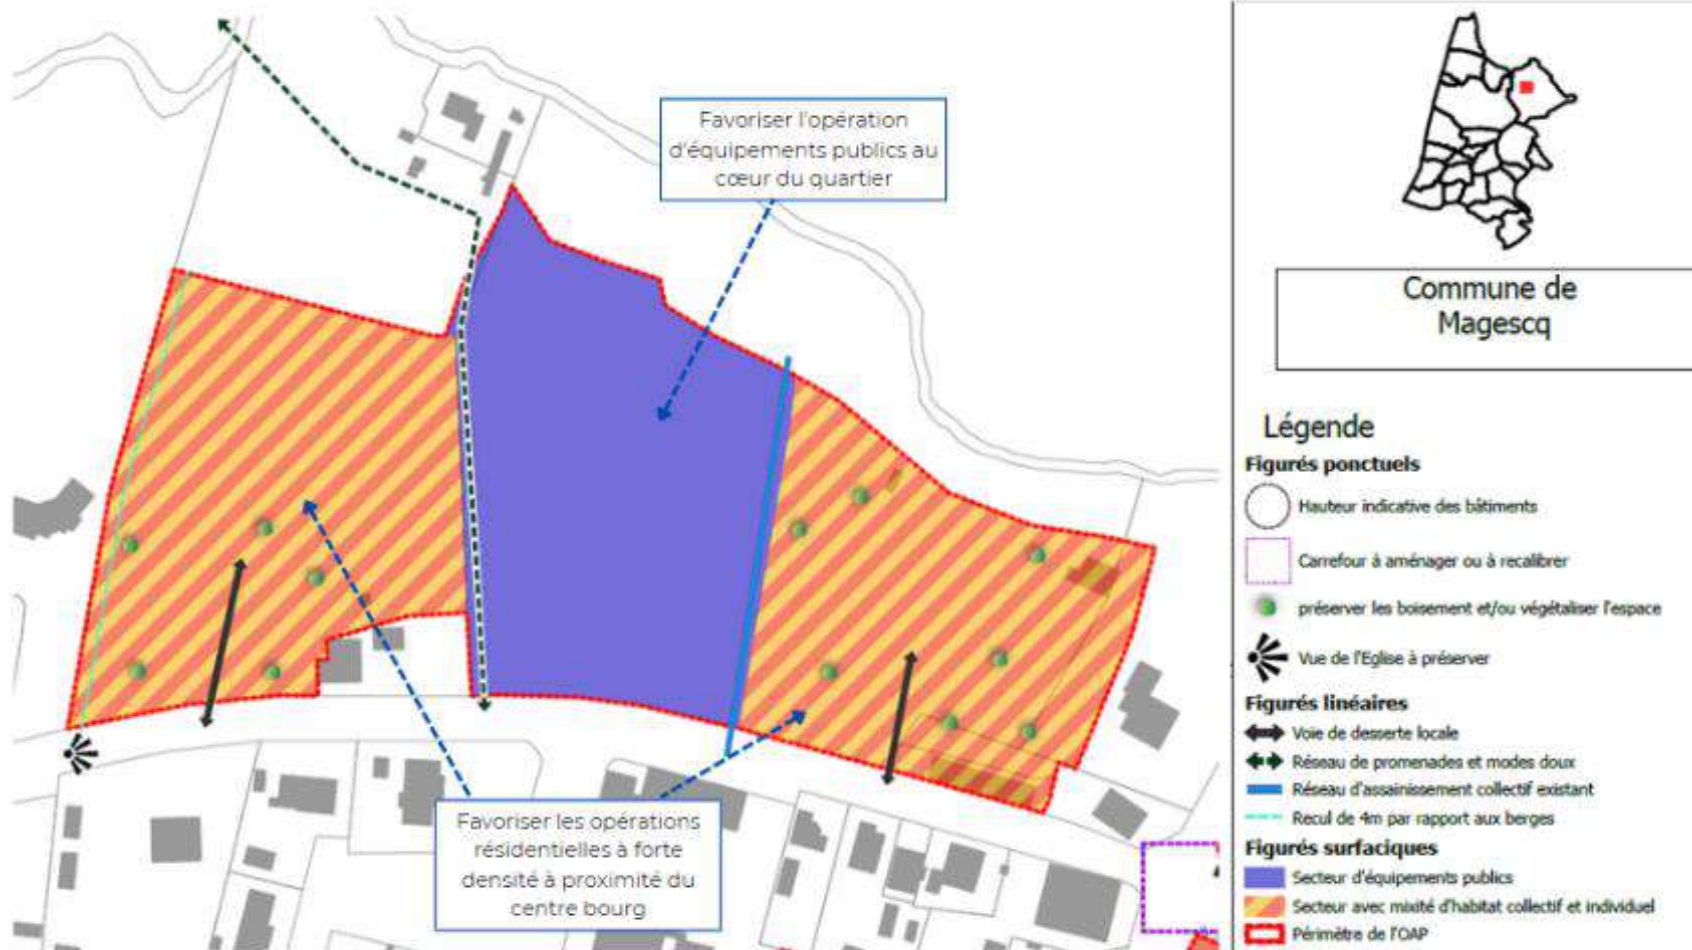 Favoriser l'opération
d'équipements publics au
cœur du quartier
Favoriser les opérations
résidentielles à forte
densité à proximité du
centre bourg
Commune de
Magescq
Légende
Figurés ponctuels
Hauteur indicative des bâtiments
Carrefour à aménager ou à recalibrer
préserver les boisement et/ou végétaliser l'espace
Vue de l'Eglise à préserver
Figurés linéaires
Voie de desserte locale
Réseau de promenades et modes doux
Réseau d'assainissement collectif existant
Recul de 4m par rapport aux berges
Figurés surfaciques
Secteur d'équipements publics
Secteur avec mixité d'habitat collectif et individuel
Périmètre de l'OAP